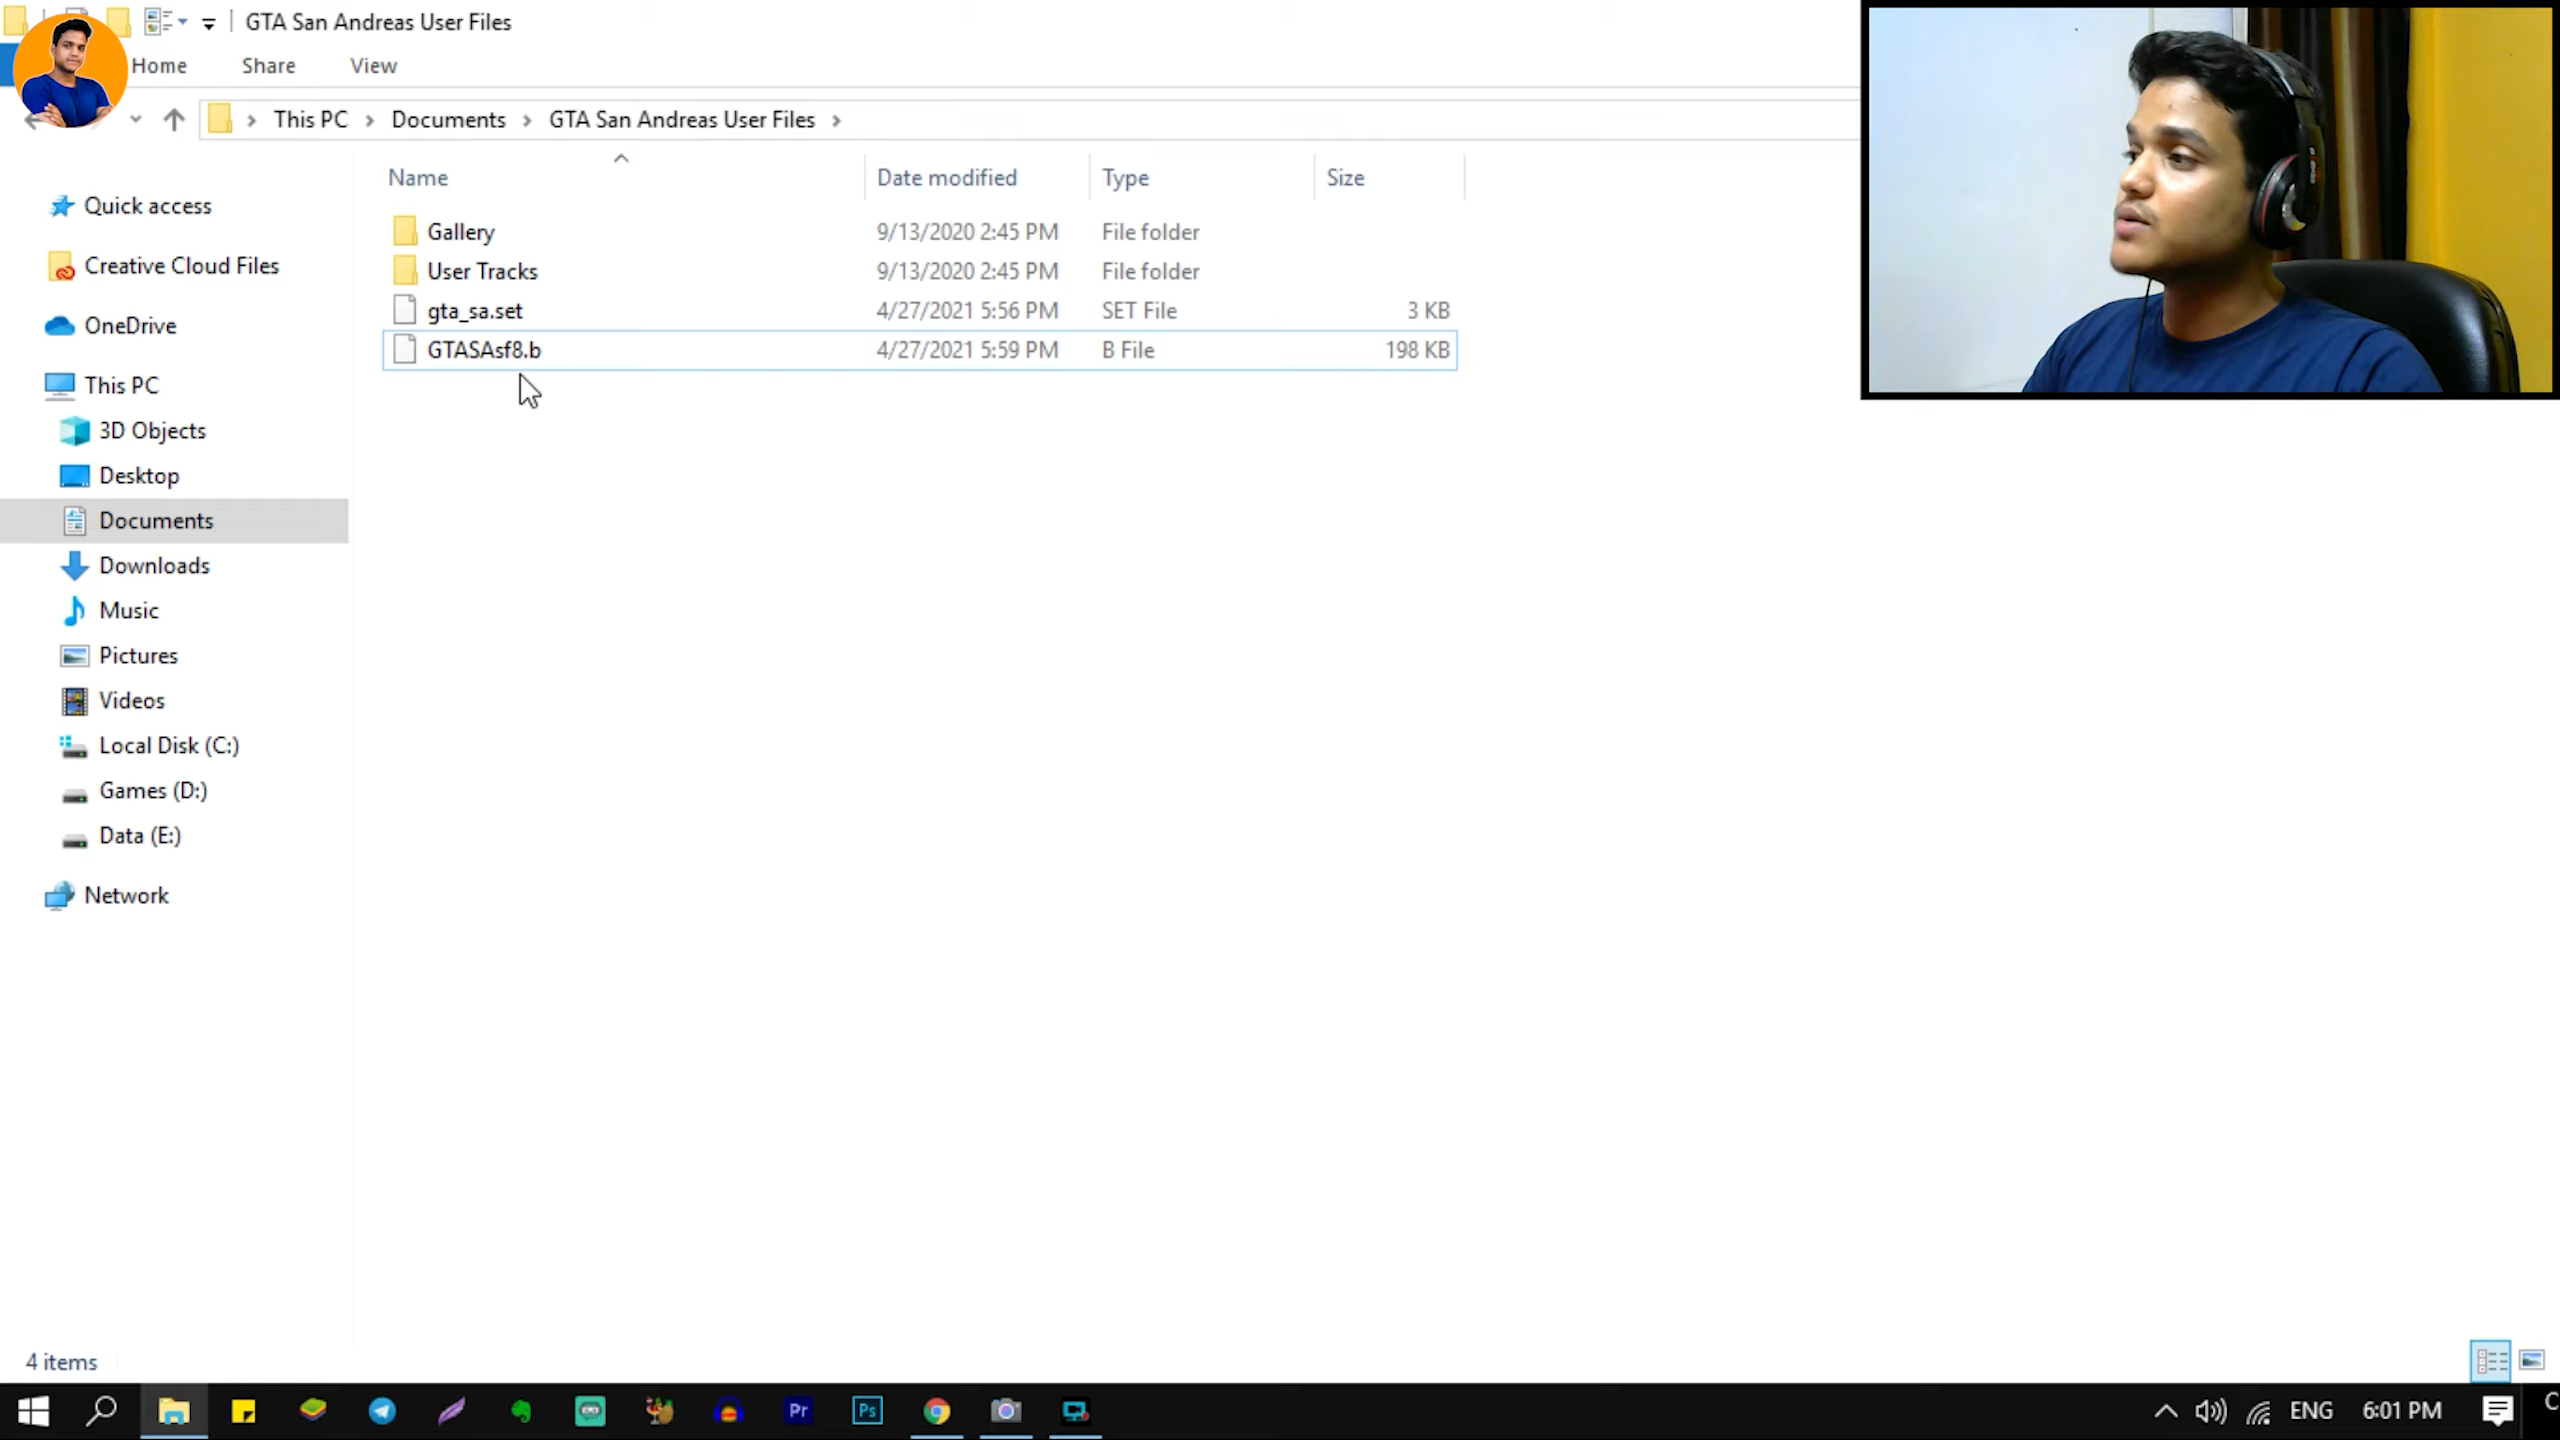 GTA San Andreas User Files
Home Share View
This PC Documents GTA San Andreas User Files
Name Date modified Type Size
Quick access
Creative Cloud Files
OneDrive
This PC
3D Objects
Desktop
Documents
Downloads
Music
Pictures
Videos
Local Disk (C:)
Games (D:)
Data (E:)
Network
Gallery 9/13/2020 2:45 PM File folder
User Tracks 9/13/2020 2:45 PM File folder
gta_sa.set 4/27/2021 5:56 PM SET File 3 KB
GTASAsf8.b 4/27/2021 5:59 PM B File 198 KB
4 items
Pr Ps ENG 6:01 PM